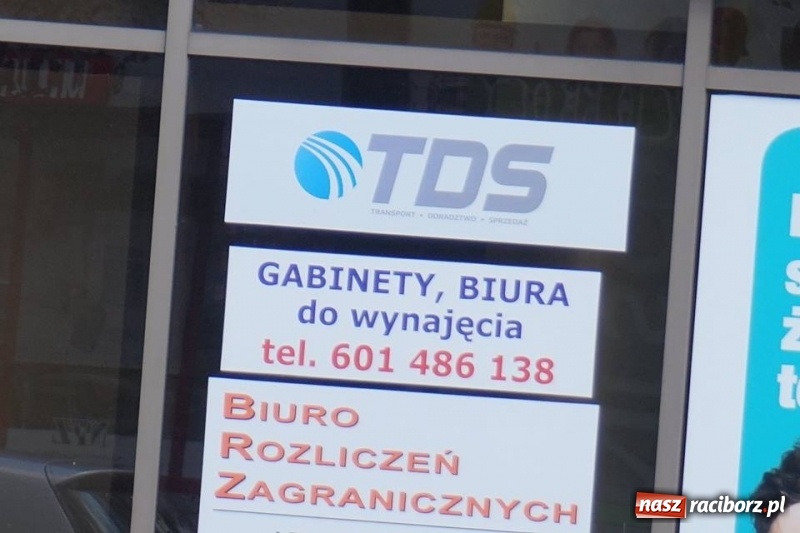 TDS
TRANSPORT • DORADZTWO • SPRZEDAŻ
GABINETY, BIURA
do wynajęcia
tel. 601 486 138
BIURO
ROZLICZEŃ
ZAGRANICZNYCH
nasz raciborz.pl